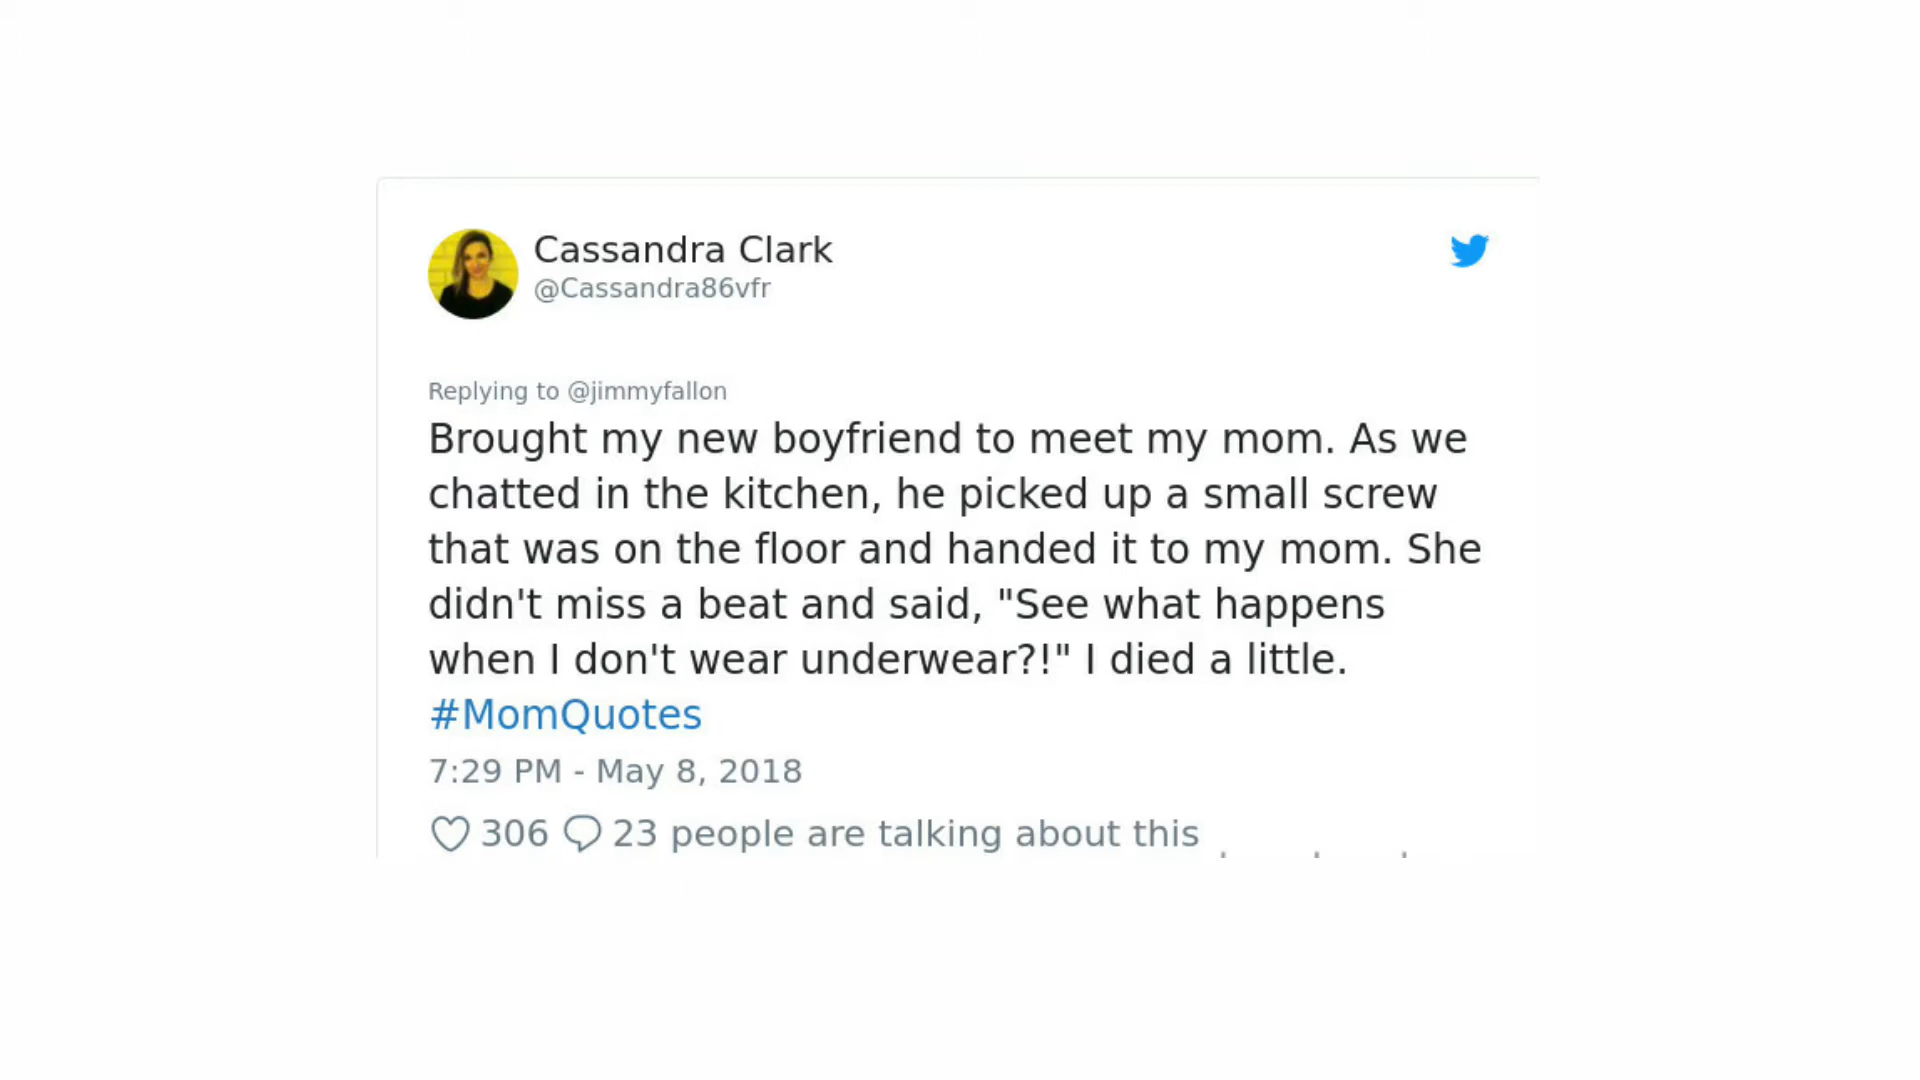 Cassandra Clark
@Cassandra86vfr
Replying to @jimmyfallon
Brought my new boyfriend to meet my mom. As we
chatted in the kitchen, he picked up a small screw
that was on the floor and handed it to my mom. She
didn't miss a beat and said, "See what happens
when I don't wear underwear?!" I died a little.
#MomQuotes
7:29 PM - May 8, 2018
306 23 people are talking about this